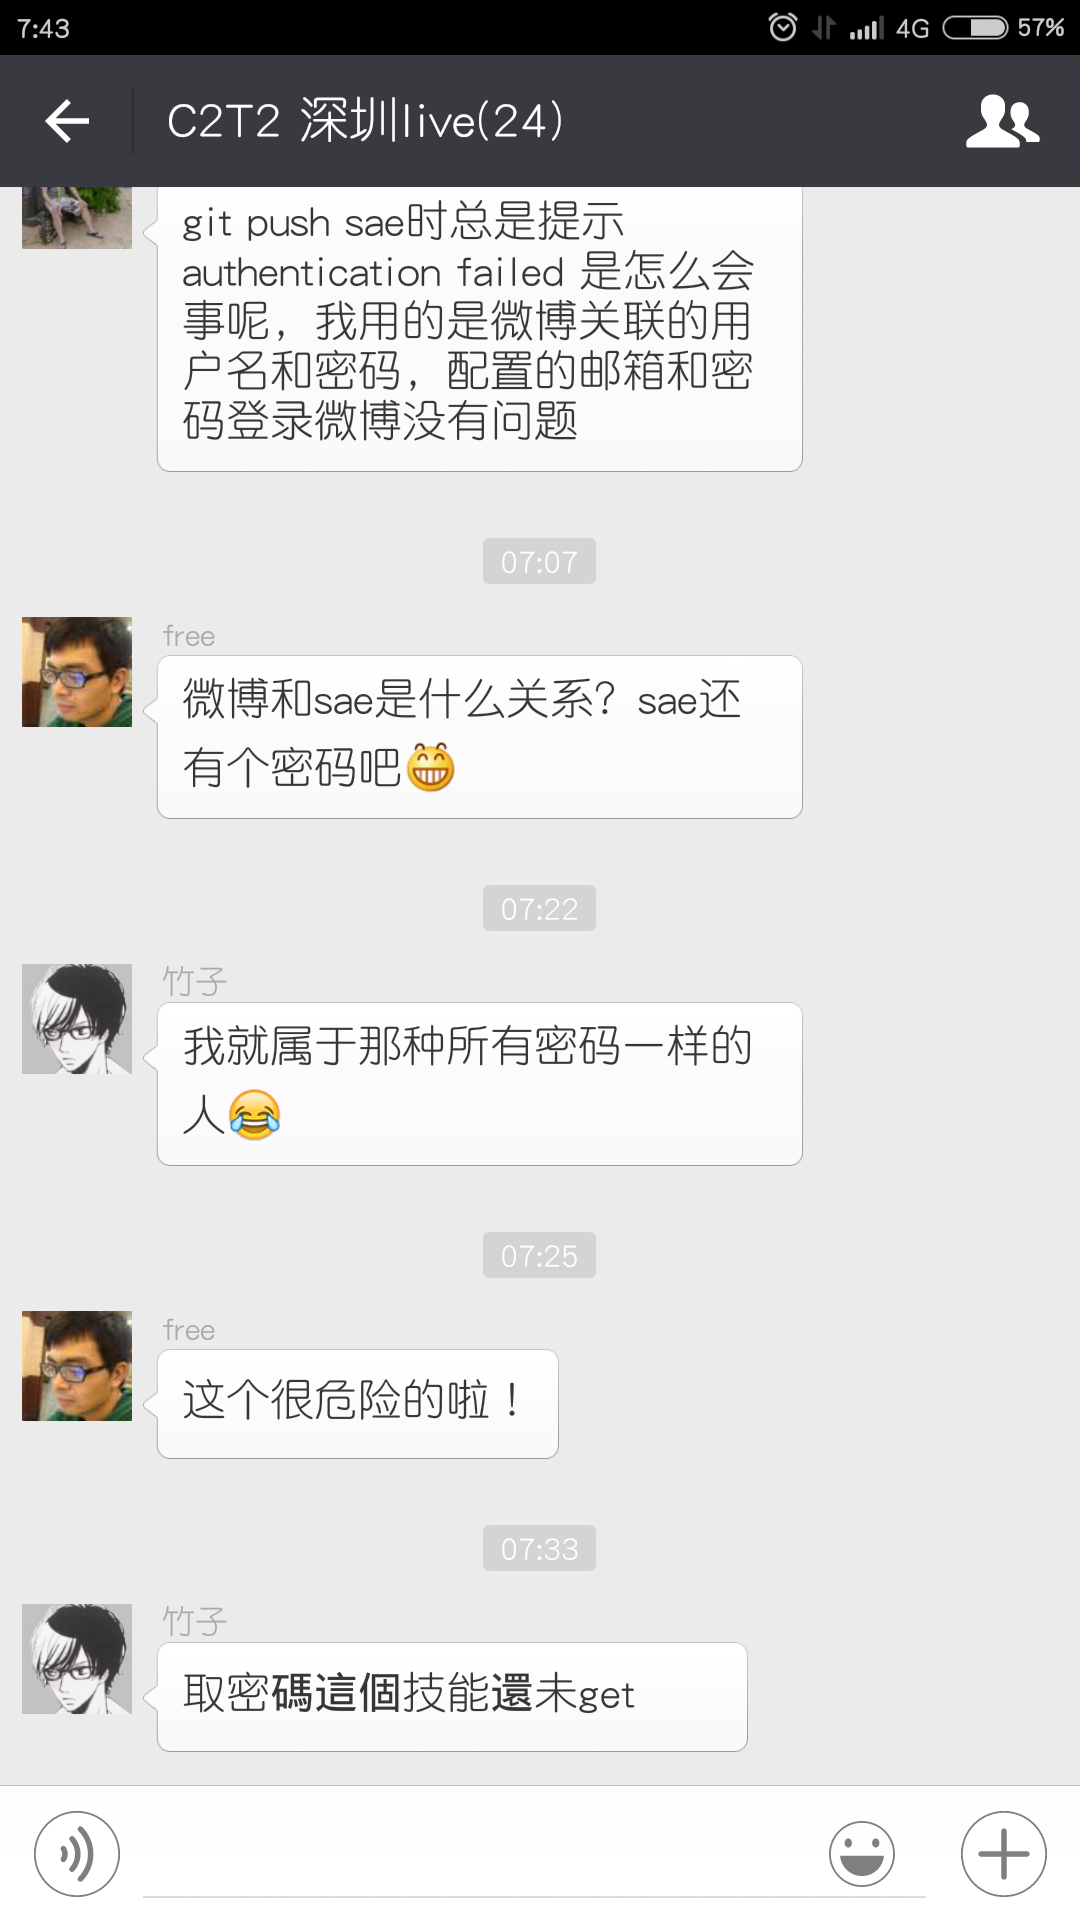 7:43
4G
57%
C2T2 深圳live(24)
git push sae时总是提示
authentication failed 是怎么会
事呢，我用的是微博关联的用
户名和密码，配置的邮箱和密
码登录微博没有问题
07:07
free
微博和sae是什么关系？sae还
有个密码吧😁
07:22
竹子
我就属于那种所有密码一样的
人😂
07:25
free
这个很危险的啦！
07:33
竹子
取密碼這個技能還未get